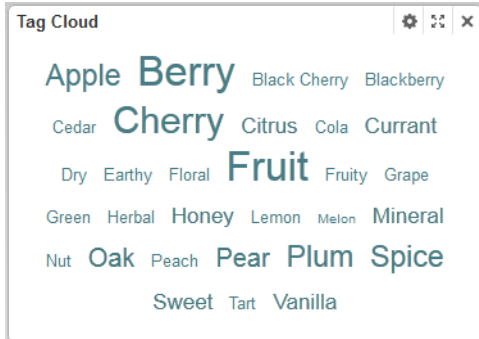 Tag Cloud
Apple Berry Black Cherry Blackberry
Cedar Cherry Citrus Cola Currant
Dry Earthy Floral Fruit Fruity Grape
Green Herbal Honey Lemon Melon Mineral
Nut Oak Peach Pear Plum Spice
Sweet Tart Vanilla